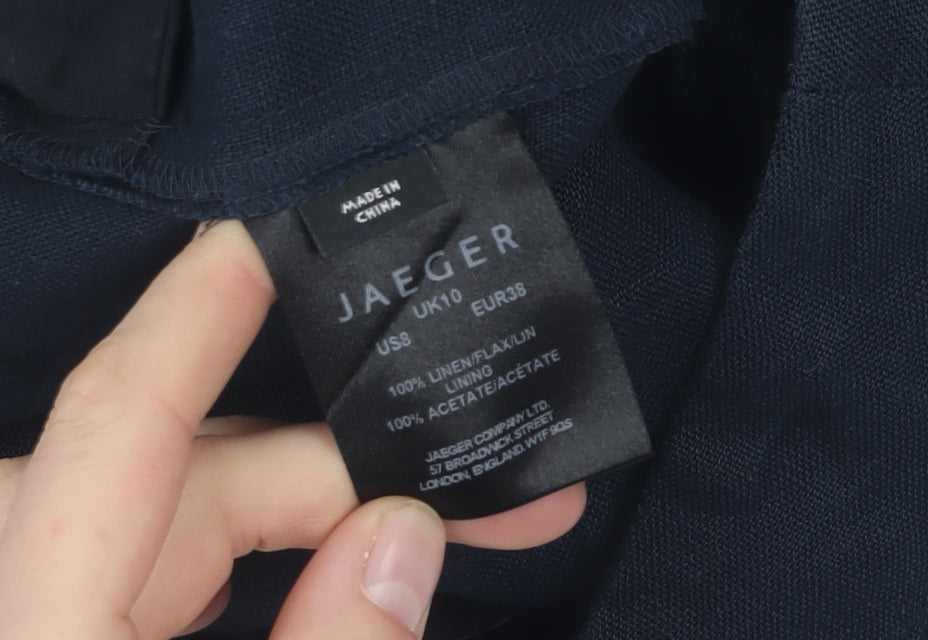 MADE IN
CHINA
JAEGER
US8 UK10 EUR38
100% LINEN/FLAX/LIN
LINING
100% ACETATE/ACÉTATE
JAEGER COMPANY LTD.
57 BROADWICK STREET
LONDON, ENGLAND, W1F 9QS